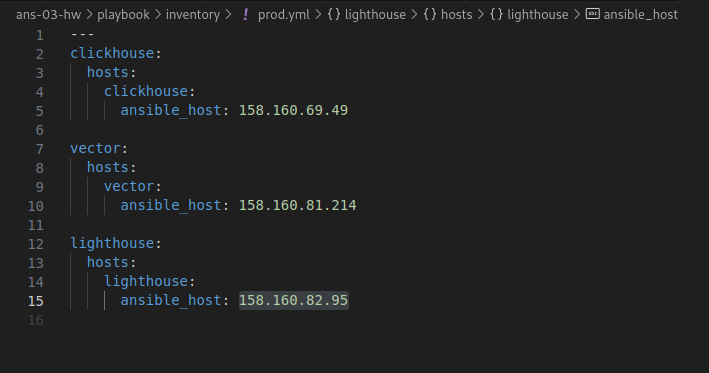 ans-03-hw > playbook > inventory > ! prod.yml > {} lighthouse > {} hosts > {} lighthouse > abc ansible_host
1 ---
2 clickhouse:
3   hosts:
4     clickhouse:
5       ansible_host: 158.160.69.49
6
7 vector:
8   hosts:
9     vector:
10       ansible_host: 158.160.81.214
11
12 lighthouse:
13   hosts:
14     lighthouse:
15       ansible_host: 158.160.82.95
16